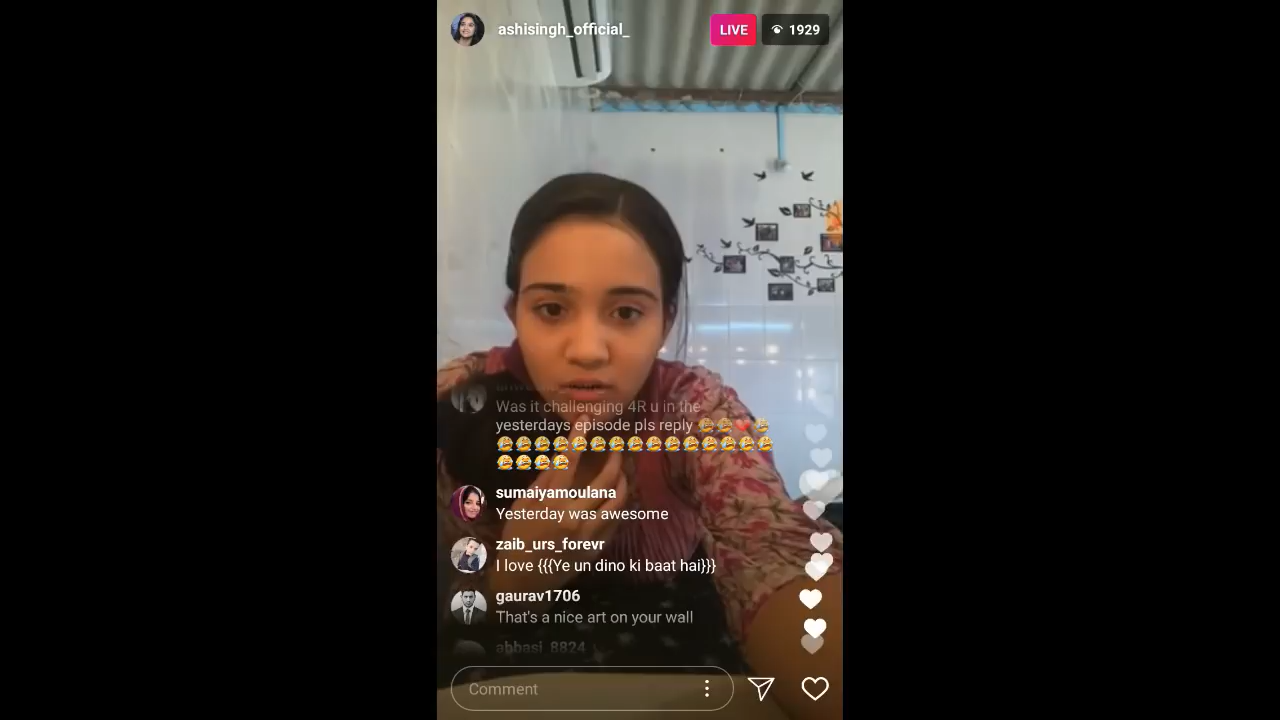 ashisingh_official_
LIVE
1929
Was it challenging 4R u in the
yesterdays episode pls reply 😂😂❤️😂
😂😂😂😂😂😂😂😂😂😂😂😂😂😂😂
😂😂😂😂
sumaiyamoulana
Yesterday was awesome
zaib_urs_forevr
I love {{{Ye un dino ki baat hai}}}
gaurav1706
That's a nice art on your wall
abbasi_8824
Comment